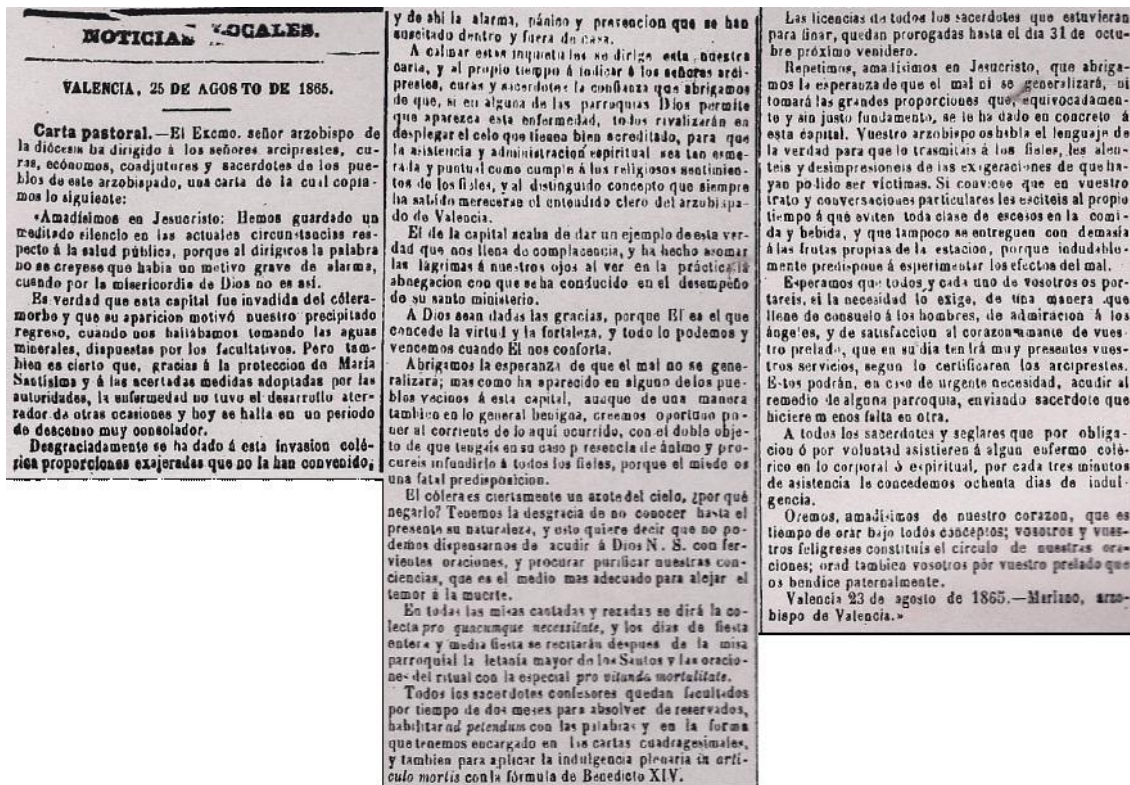 NOTICIAS LOCALES.
VALENCIA, 25 DE AGOSTO DE 1865.
Carta pastoral.—El Excmo. señor arzobispo de
la diócesis ha dirigido á los señores arciprestes, cu-
ras, ecónomos, coadjutores y sacerdotes de los pue-
blos de este arzobispado, una carta de la cual copia-
mos lo siguiente:
«Amadísimos en Jesucristo: Hemos guardado un
meditado silencio en las actuales circunstancias res-
pecto á la salud pública, porque al dirigiros la palabra
no se creyese que habia un motivo grave de alarma,
cuando por la misericordia de Dios no es así.
Es verdad que esta capital fue invadida del cólera-
morbo y que su aparicion motivó nuestro precipitado
regreso, cuando nos hallábamos tomando las aguas
minerales, dispuestas por los facultativos. Pero tam-
bien es cierto que, gracias á la proteccion de María
Santísima y á las acertadas medidas adoptadas por las
autoridades, la enfermedad no tuvo el desarrollo ater-
rador de otras ocasiones y hoy se halla en un periodo
de descenso muy consolador.
Desgraciadamente se ha dado á esta invasion colé-
rica proporciones exajeradas que no la han convenido,
y de ahi la alarma, pánico y presencion que se han
suscitado dentro y fuera de casa.
A calmar estas inquietudes se dirige esta nuestra
carta, y al propio tiempo á indicar á los señores arci-
prestes, curas y sacerdotes la confianza que abrigamos
de que, si en alguna de las parroquias Dios permite
que aparezca esta enfermedad, todos rivalizarán en
desplegar el celo que tienen bien acreditado, para que
la asistencia y administracion espiritual sea tan esme-
rada y puntual como cumple á los religiosos sentimien-
tos de los fieles, y al distinguido concepto que siempre
ha sabido merecerse el entendido clero del arzobispa-
do de Valencia.
El de la capital acaba de dar un ejemplo de esta ver-
dad que nos llena de complacencia, y ha hecho asomar
las lágrimas á nuestros ojos al ver en la práctica la
abnegacion con que se ha conducido en el desempeño
de su santo ministerio.
A Dios sean dadas las gracias, porque El es el que
concede la virtud y la fortaleza, y todo lo podemos y
vencemos cuando El nos conforta.
Abrigamos la esperanza de que el mal no se gene-
ralizará; mas como ha aparecido en alguno de los pue-
blos vecinos á esta capital, aunque de una manera
tambien en lo general benigna, creemos oportuno po-
ner al corriente de lo aquí ocurrido, con el doble obje-
to de que tengais en su caso presencia de ánimo y pro-
cureis infundirlo á todos los fieles, porque el miedo es
una fatal predisposicion.
El cólera es ciertamente un azote del cielo, ¿por qué
negarlo? Tenemos la desgracia de no conocer hasta el
presente su naturaleza, y esto quiere decir que no po-
demos dispensarnos de acudir á Dios N. S. con fer-
vientes oraciones, y procurar purificar nuestras con-
ciencias, que es el medio mas adecuado para alejar el
temor á la muerte.
En todas las misas cantadas y rezadas se dirá la co-
lecta pro quacumque necessitate, y los dias de fiesta
entera y media fiesta se recitarán despues de la misa
parroquial la letanía mayor de los Santos y las oracio-
nes del ritual con la especial pro vitanda mortalitate.
Todos los sacerdotes confesores quedan facultados
por tiempo de dos meses para absolver de reservados,
habilitar ad petendum con las palabras y en la forma
que tenemos encargado en las cartas cuadragesimales,
y tambien para aplicar la indulgencia plenaria in arti-
culo mortis con la fórmula de Benedicto XIV.
Las licencias de todos los sacerdotes que estuvieran
para finar, quedan prorogadas hasta el dia 31 de octu-
bre próximo venidero.
Repetimos, amadísimos en Jesucristo, que abriga-
mos la esperanza de que el mal ni se generalizará, ni
tomará las grandes proporciones que, equivocadamen-
te y sin justo fundamento, se le ha dado en concreto á
esta capital. Vuestro arzobispo os habla el lenguaje de
la verdad para que lo trasmitais á los fieles, les alen-
teis y desimpresioneis de las exageraciones de que ha-
yan podido ser víctimas. Si conviene que en vuestro
trato y conversaciones particulares les esciteis al propio
tiempo á que eviten toda clase de escesos en la comi-
da y bebida, y que tampoco se entreguen con demasía
á las frutas propias de la estacion, porque indudable-
mente predispone á esperimentar los efectos del mal.
Esperamos que todos y cada uno de vosotros os por-
tareis, si la necesidad lo exige, de una manera que
llene de consuelo á los hombres, de admiracion á los
ángeles, y de satisfaccion al corazon amante de vues-
tro prelado, que en su dia tendrá muy presentes vues-
tros servicios, segun lo certificaren los arciprestes.
Estos podrán, en caso de urgente necesidad, acudir al
remedio de alguna parroquia, enviando sacerdote que
hiciere menos falta en otra.
A todos los sacerdotes y seglares que por obliga-
cion ó por voluntad asistieren á algun enfermo colé-
rico en lo corporal ó espiritual, por cada tres minutos
de asistencia le concedemos ochenta dias de indul-
gencia.
Oremos, amadísimos de nuestro corazon, que es
tiempo de orar bajo todos conceptos; vosotros y vues-
tros feligreses constituís el círculo de nuestras ora-
ciones; orad tambien vosotros por vuestro prelado que
os bendice paternalmente.
Valencia 23 de agosto de 1865.—Mariano, arzo-
bispo de Valencia.»